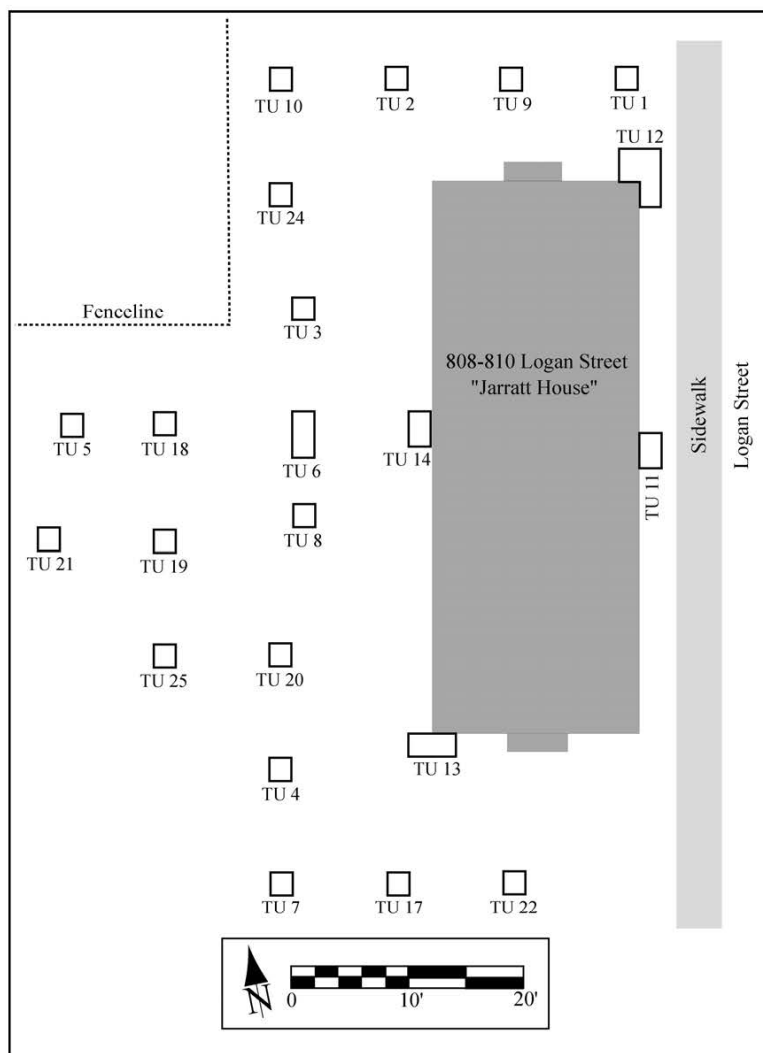 TU 10
TU 2
TU 9
TU 1
TU 12
TU 24
Fenceline
TU 3
808-810 Logan Street
"Jarratt House"
Sidewalk
Logan Street
TU 5
TU 18
TU 6
TU 14
TU 11
TU 8
TU 21
TU 19
TU 25
TU 20
TU 13
TU 4
TU 7
TU 17
TU 22
N
0
10'
20'